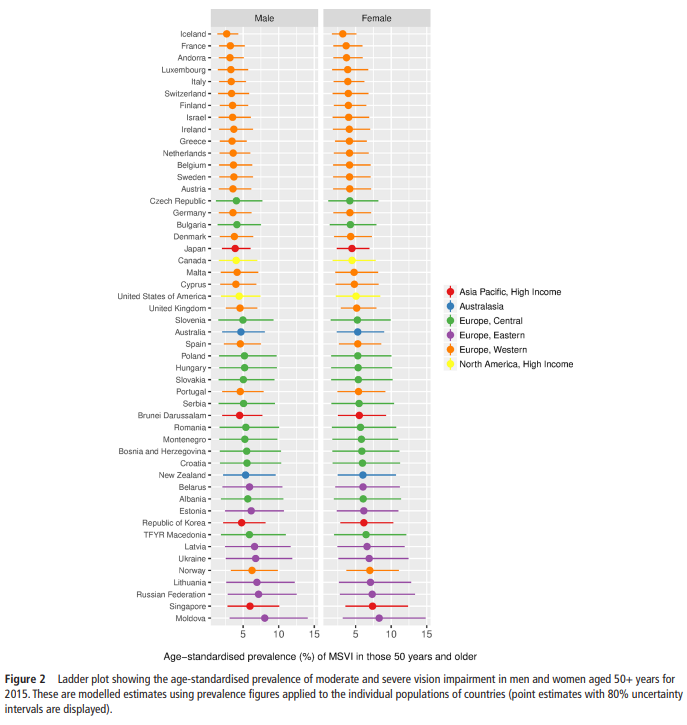 Male Female
Iceland
France
Andorra
Luxembourg
Italy
Switzerland
Finland
Israel
Ireland
Greece
Netherlands
Belgium
Sweden
Austria
Czech Republic
Germany
Bulgaria
Denmark
Japan
Canada
Malta
Cyprus
United States of America
United Kingdom
Slovenia
Australia
Spain
Poland
Hungary
Slovakia
Portugal
Serbia
Brunei Darussalam
Romania
Montenegro
Bosnia and Herzegovina
Croatia
New Zealand
Belarus
Albania
Estonia
Republic of Korea
TFYR Macedonia
Latvia
Ukraine
Norway
Lithuania
Russian Federation
Singapore
Moldova
5 10 15 5 10 15
Age−standardised prevalence (%) of MSVI in those 50 years and older
Asia Pacific, High Income
Australasia
Europe, Central
Europe, Eastern
Europe, Western
North America, High Income
Figure 2 Ladder plot showing the age-standardised prevalence of moderate and severe vision impairment in men and women aged 50+ years for
2015. These are modelled estimates using prevalence figures applied to the individual populations of countries (point estimates with 80% uncertainty
intervals are displayed).